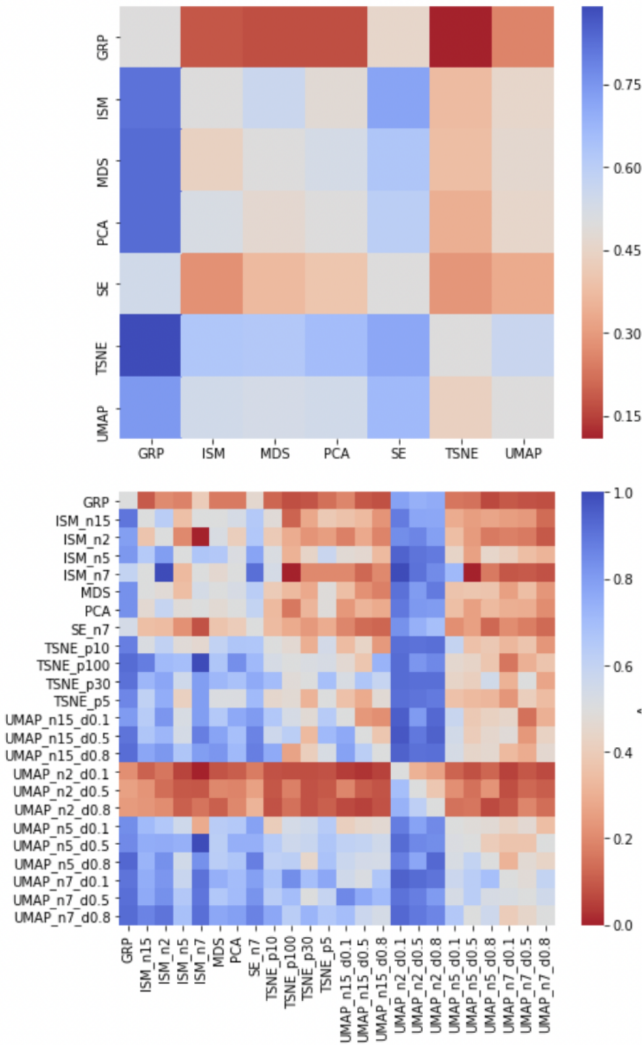 GRP
ISM
MDS
PCA
SE
TSNE
UMAP
GRP ISM MDS PCA SE TSNE UMAP
0.75
0.60
0.45
0.30
0.15
GRP
ISM_n15
ISM_n2
ISM_n5
ISM_n7
MDS
PCA
SE_n7
TSNE_p10
TSNE_p100
TSNE_p30
TSNE_p5
UMAP_n15_d0.1
UMAP_n15_d0.5
UMAP_n15_d0.8
UMAP_n2_d0.1
UMAP_n2_d0.5
UMAP_n2_d0.8
UMAP_n5_d0.1
UMAP_n5_d0.5
UMAP_n5_d0.8
UMAP_n7_d0.1
UMAP_n7_d0.5
UMAP_n7_d0.8
GRP
ISM_n15
ISM_n2
ISM_n5
ISM_n7
MDS
PCA
SE_n7
TSNE_p10
TSNE_p100
TSNE_p30
TSNE_p5
UMAP_n15_d0.1
UMAP_n15_d0.5
UMAP_n15_d0.8
UMAP_n2_d0.1
UMAP_n2_d0.5
UMAP_n2_d0.8
UMAP_n5_d0.1
UMAP_n5_d0.5
UMAP_n5_d0.8
UMAP_n7_d0.1
UMAP_n7_d0.5
UMAP_n7_d0.8
1.0
0.8
0.6
0.4
0.2
0.0